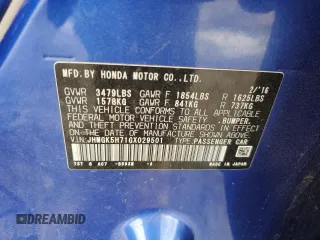 MFD.BY HONDA MOTOR CO.,LTD. 2/'16
GVWR 3479LBS GAWR F 1854LBS R 1625LBS
GVWR 1578KG GAWR F 841KG R 737KG
THIS VEHICLE CONFORMS TO ALL APPLICABLE
FEDERAL MOTOR VEHICLE SAFETY, BUMPER,
AND THEFT PREVENTION STANDARDS IN EFFECT
ON THE DATE OF MANUFACTURE SHOWN ABOVE.
V.I.N:JHMGK5H71GX029501 TYPE:PASSENGER CAR
MADE IN JAPAN